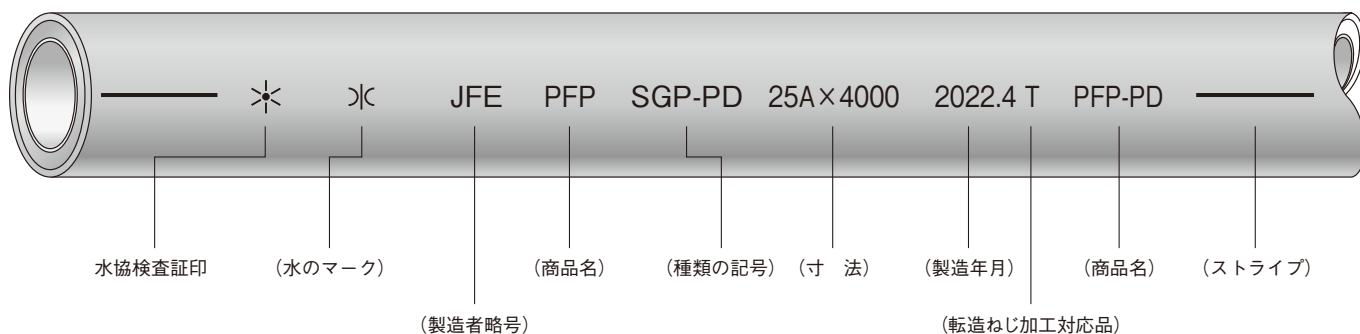 JFE PFP SGP-PD 25A×4000 2022.4 T PFP-PD
水協検査証印 (水のマーク) (商品名) (種類の記号) (寸 法) (製造年月) (商品名) (ストライプ)
(製造者略号) (転造ねじ加工対応品)